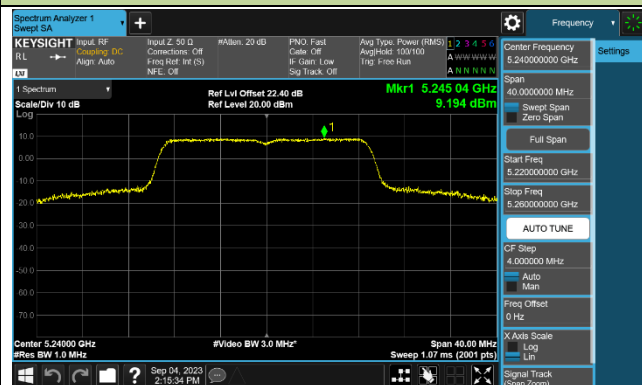 Spectrum Analyzer 1
Swept SA
Frequency
KEYSIGHT
RL
LXI
Input: RF
Coupling: DC
Align: Auto
Input Z: 50 Ω
Corrections: Off
Freq Ref: Int (S)
NFE: Off
#Atten: 20 dB
PNO: Fast
Gate: Off
IF Gain: Low
Sig Track: Off
Avg Type: Power (RMS)
Avg|Hold: 100/100
Trig: Free Run
1 2 3 4 5 6
A W W W W W
A N N N N N
1 Spectrum
Scale/Div 10 dB
Log
Ref Lvl Offset 22.40 dB
Ref Level 20.00 dBm
Mkr1 5.245 04 GHz
9.194 dBm
1
10.0
0.00
-10.0
-20.0
-30.0
-40.0
-50.0
-60.0
-70.0
Center 5.24000 GHz
#Res BW 1.0 MHz
#Video BW 3.0 MHz*
Span 40.00 MHz
Sweep 1.07 ms (2001 pts)
Center Frequency
5.240000000 GHz
Settings
Span
40.0000000 MHz
Swept Span
Zero Span
Full Span
Start Freq
5.220000000 GHz
Stop Freq
5.260000000 GHz
AUTO TUNE
CF Step
4.000000 MHz
Auto
Man
Freq Offset
0 Hz
X Axis Scale
Log
Lin
Signal Track
(Span Zoom)
Sep 04, 2023
2:15:34 PM